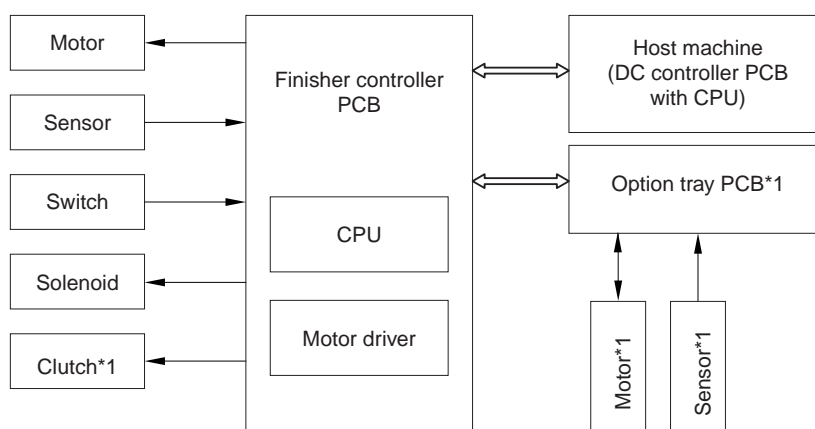 Motor
Sensor
Switch
Solenoid
Clutch*1
Finisher controller
PCB
CPU
Motor driver
Host machine
(DC controller PCB
with CPU)
Option tray PCB*1
Motor*1
Sensor*1